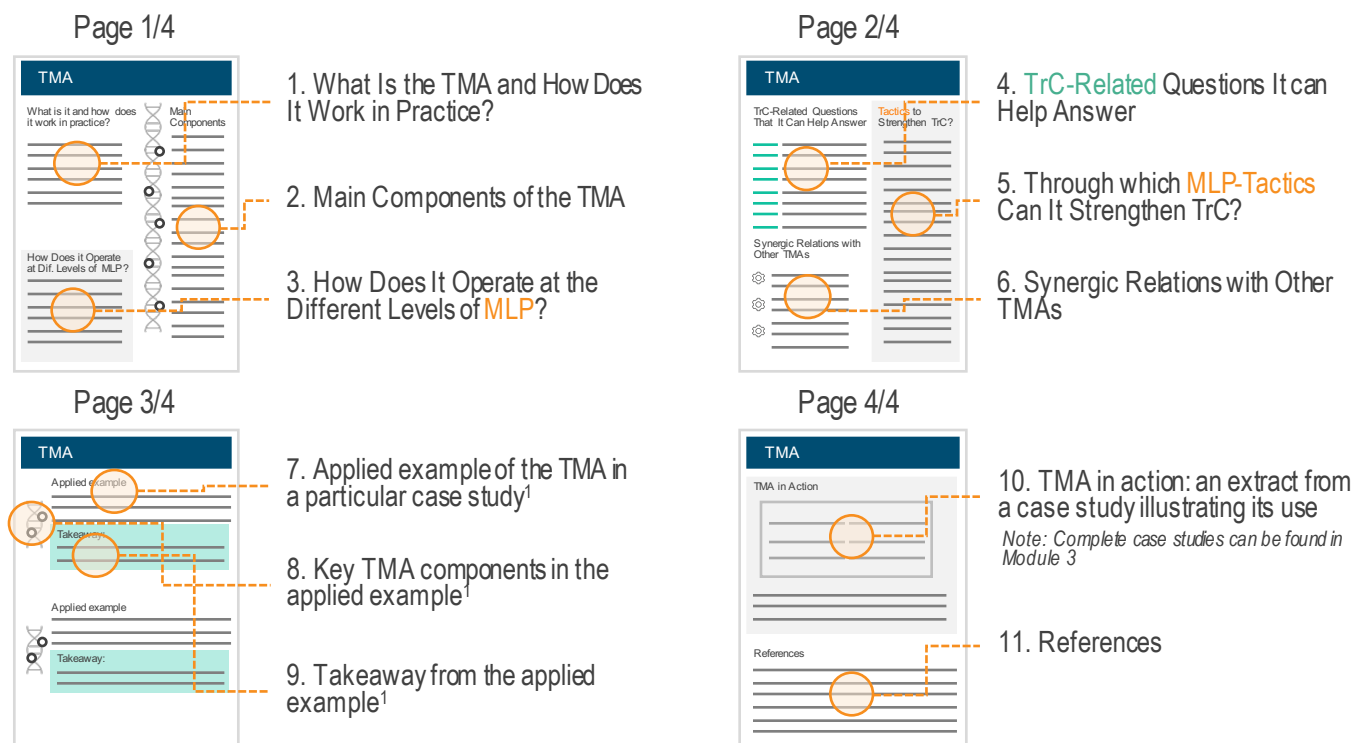 Page 1/4
TMA
What is it and how does
it work in practice?
Main
Components
How Does it Operate
at Dif. Levels of MLP?
1. What Is the TMA and How Does
It Work in Practice?
2. Main Components of the TMA
3. How Does It Operate at the
Different Levels of MLP?
Page 2/4
TMA
TrC-Related Questions
That It Can Help Answer
Tactics to
Strengthen TrC?
Synergic Relations with
Other TMAs
4. TrC-Related Questions It can
Help Answer
5. Through which MLP-Tactics
Can It Strengthen TrC?
6. Synergic Relations with Other
TMAs
Page 3/4
TMA
Applied example
Takeaway:
Applied example
Takeaway:
7. Applied example of the TMA in
a particular case study1
8. Key TMA components in the
applied example1
9. Takeaway from the applied
example1
Page 4/4
TMA
TMA in Action
References
10. TMA in action: an extract from
a case study illustrating its use
Note: Complete case studies can be found in
Module 3
11. References